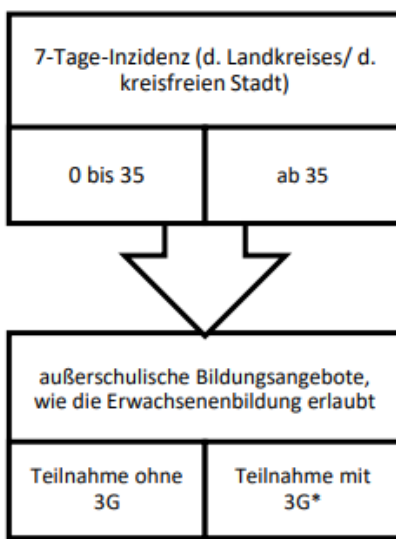 7-Tage-Inzidenz (d. Landkreises/ d.
kreisfreien Stadt)
0 bis 35
ab 35
außerschulische Bildungsangebote,
wie die Erwachsenenbildung erlaubt
Teilnahme ohne
3G
Teilnahme mit
3G*